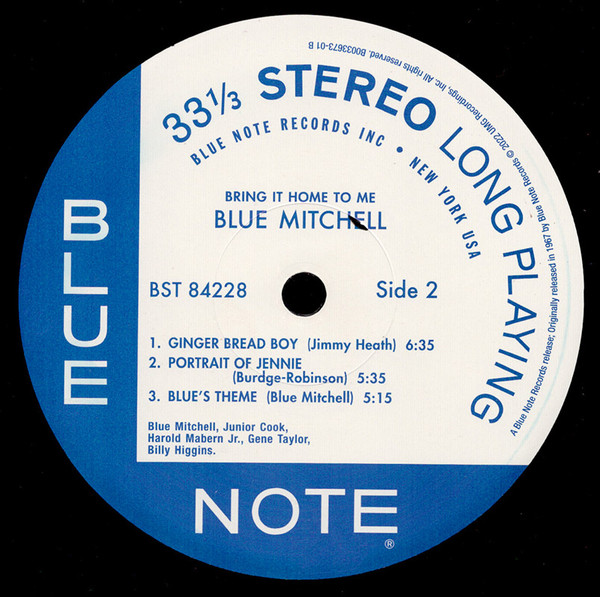 33⅓ STEREO LONG PLAYING
BLUE NOTE RECORDS INC • NEW YORK USA
A Blue Note Records release; Originally released in 1967 by Blue Note Records © 2022 UMG Recordings, Inc. All rights reserved. B0033673-01 B
BRING IT HOME TO ME
BLUE MITCHELL
BST 84228
Side 2
1. GINGER BREAD BOY (Jimmy Heath) 6:35
2. PORTRAIT OF JENNIE
(Burdge-Robinson) 5:35
3. BLUE'S THEME (Blue Mitchell) 5:15
Blue Mitchell, Junior Cook,
Harold Mabern Jr., Gene Taylor,
Billy Higgins.
BLUE
NOTE®